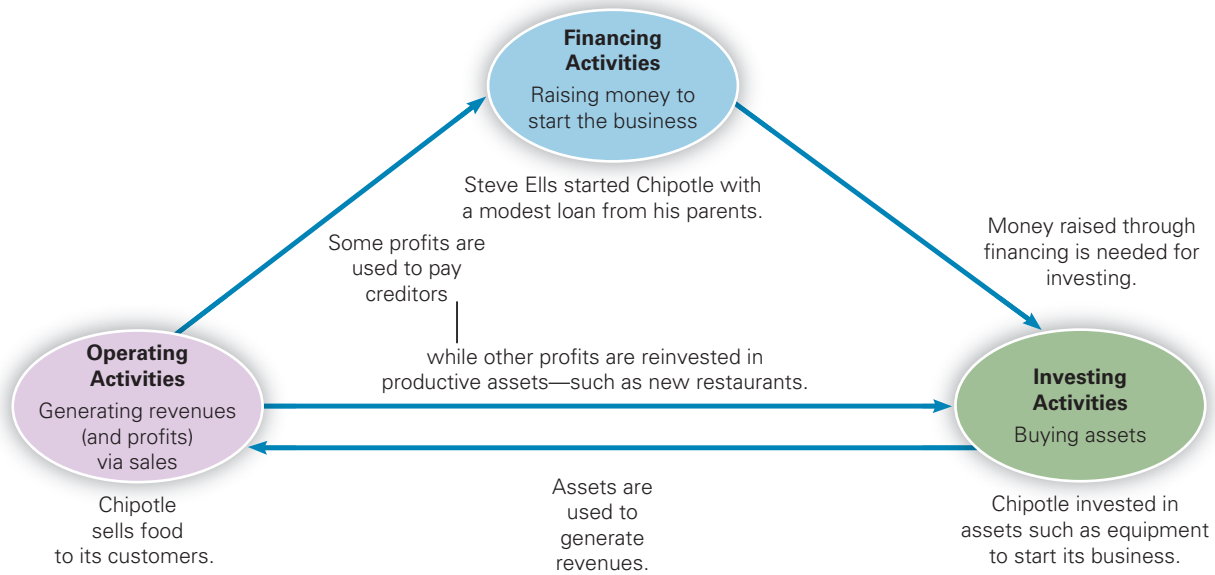 Financing
Activities
Raising money to
start the business
Steve Ells started Chipotle with
a modest loan from his parents.
Money raised through
financing is needed for
investing.
Some profits are
used to pay
creditors
while other profits are reinvested in
productive assets—such as new restaurants.
Operating
Activities
Generating revenues
(and profits)
via sales
Investing
Activities
Buying assets
Chipotle
sells food
to its customers.
Assets are
used to
generate
revenues.
Chipotle invested in
assets such as equipment
to start its business.